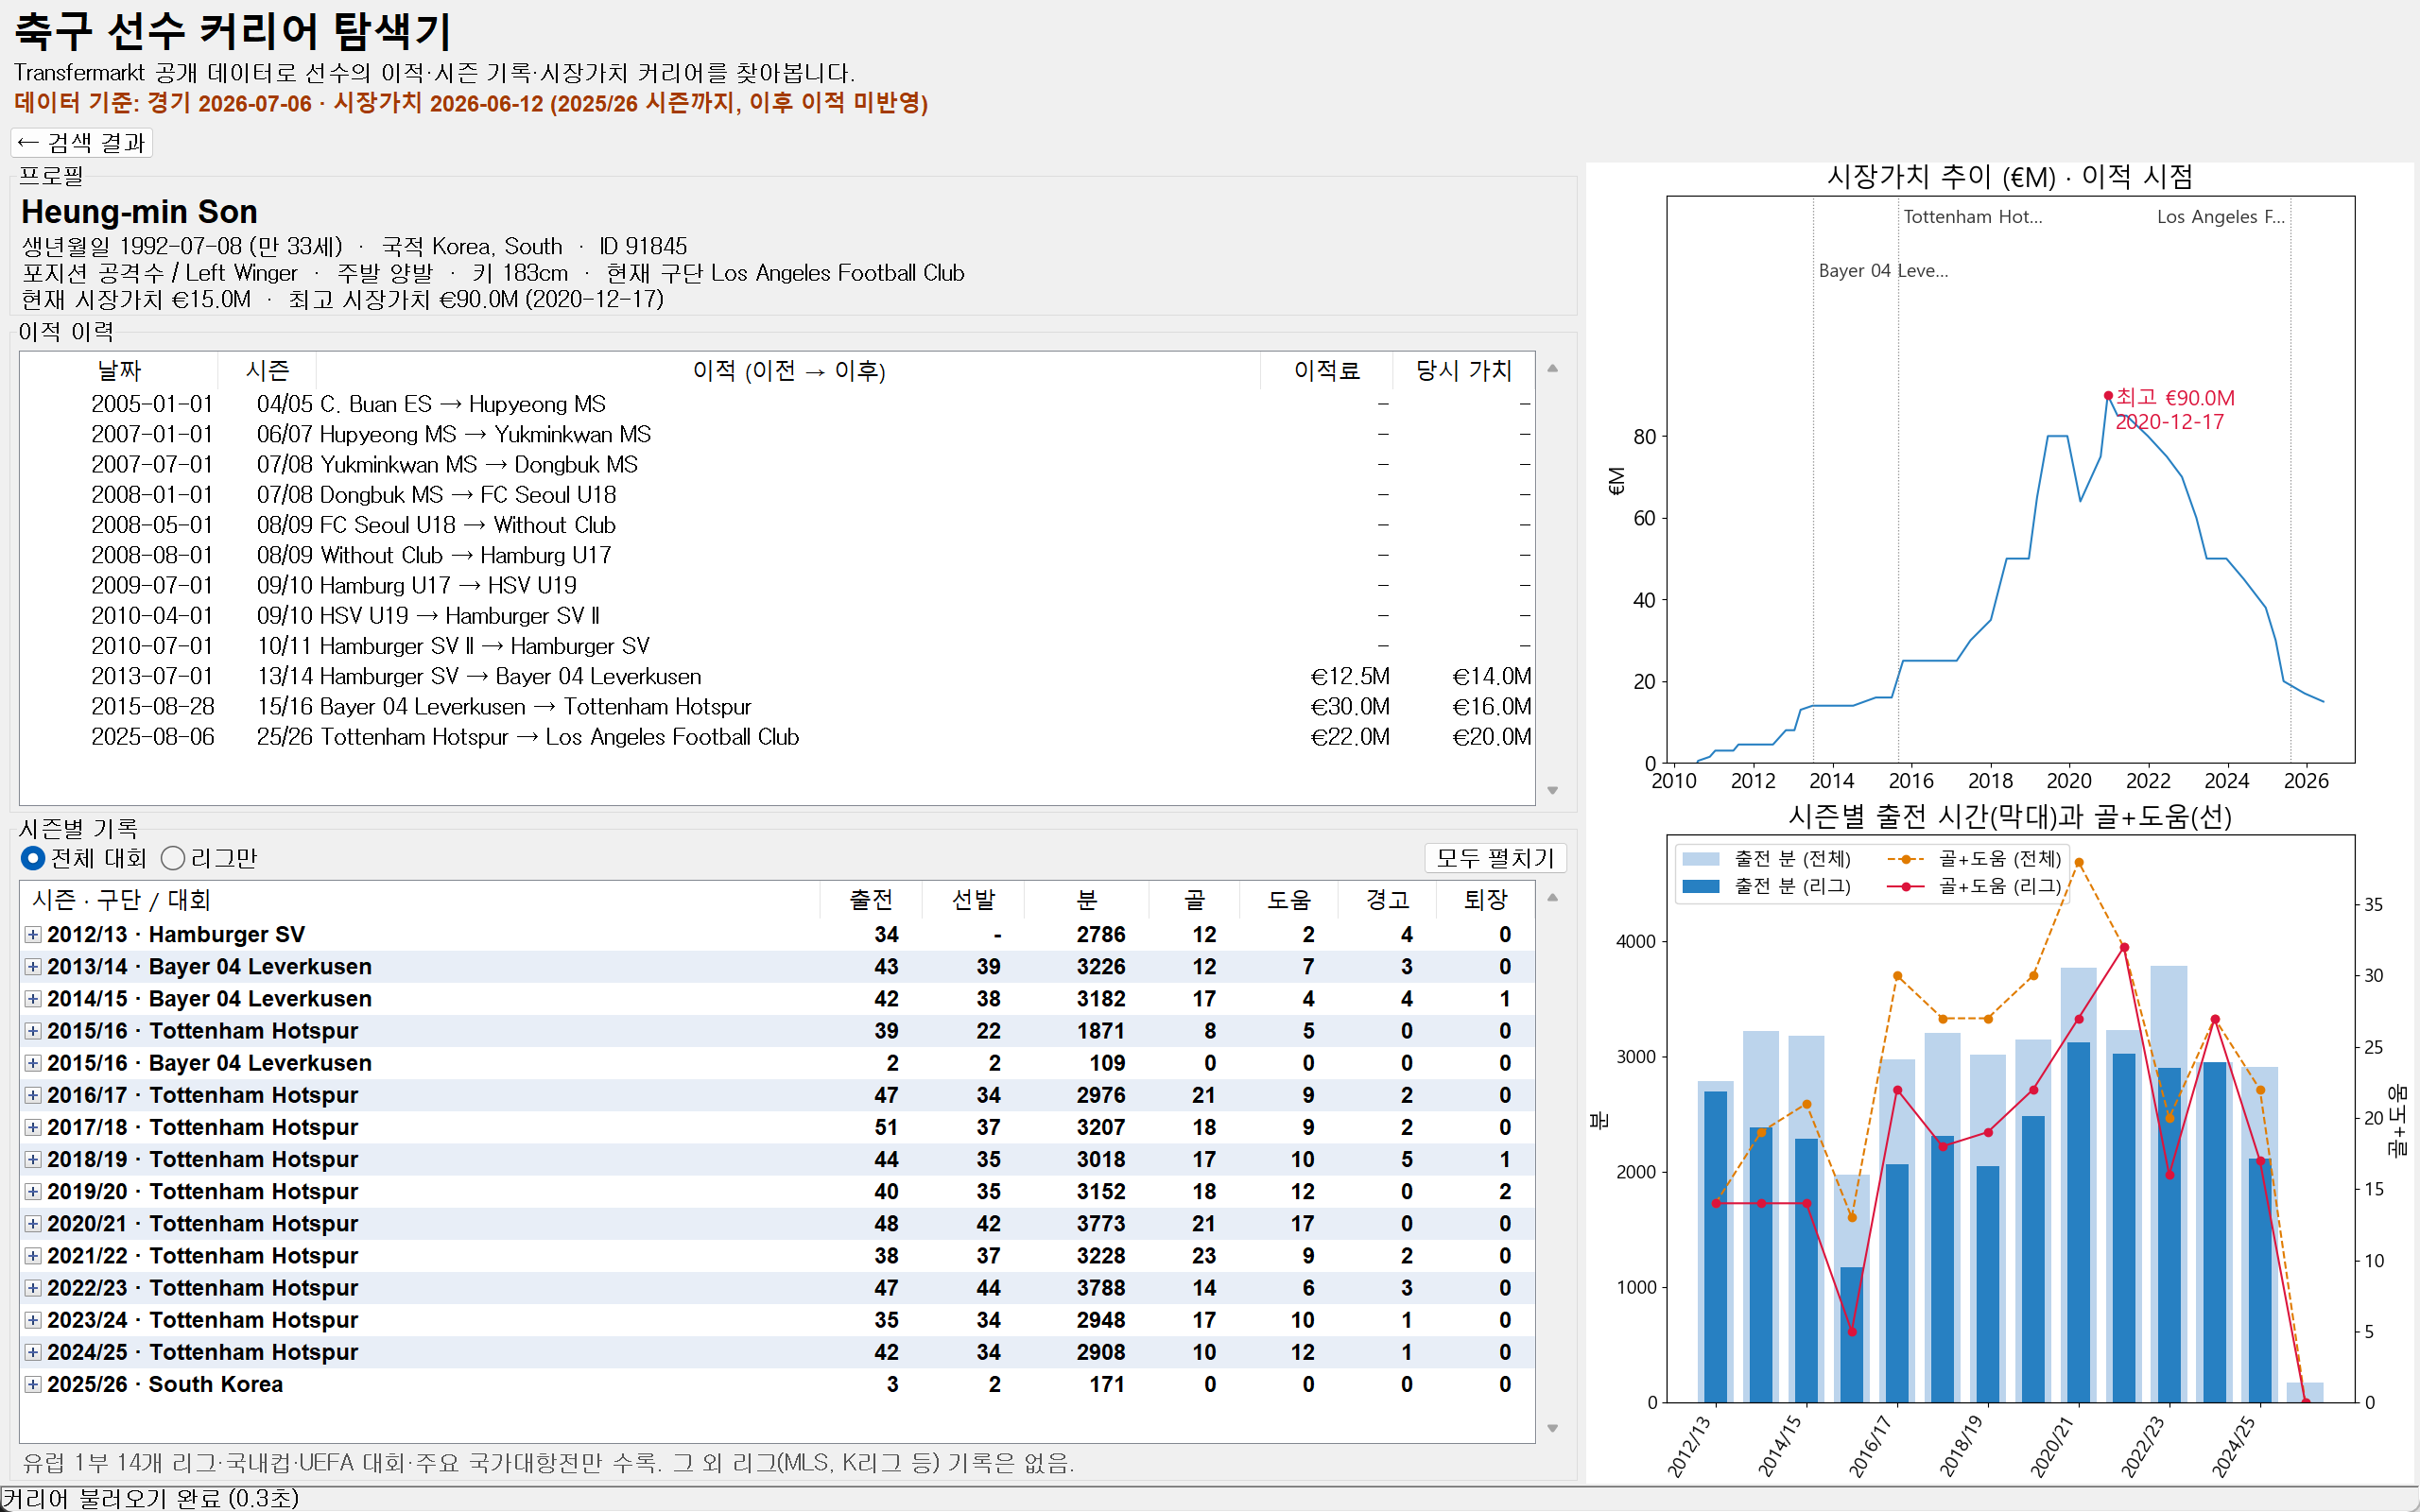 축구 선수 커리어 탐색기
Transfermarkt 공개 데이터로 선수의 이적·시즌 기록·시장가치 커리어를 찾아봅니다.
데이터 기준: 경기 2026-07-06 · 시장가치 2026-06-12 (2025/26 시즌까지, 이후 이적 미반영)
← 검색 결과
프로필
Heung-min Son
생년월일 1992-07-08 (만 33세) · 국적 Korea, South · ID 91845
포지션 공격수 / Left Winger · 주발 양발 · 키 183cm · 현재 구단 Los Angeles Football Club
현재 시장가치 €15.0M · 최고 시장가치 €90.0M (2020-12-17)
이적 이력
날짜 시즌 이적 (이전 → 이후) 이적료 당시 가치
2005-01-01 04/05 C. Buan ES → Hupyeong MS – –
2007-01-01 06/07 Hupyeong MS → Yukminkwan MS – –
2007-07-01 07/08 Yukminkwan MS → Dongbuk MS – –
2008-01-01 07/08 Dongbuk MS → FC Seoul U18 – –
2008-05-01 08/09 FC Seoul U18 → Without Club – –
2008-08-01 08/09 Without Club → Hamburg U17 – –
2009-07-01 09/10 Hamburg U17 → HSV U19 – –
2010-04-01 09/10 HSV U19 → Hamburger SV II – –
2010-07-01 10/11 Hamburger SV II → Hamburger SV – –
2013-07-01 13/14 Hamburger SV → Bayer 04 Leverkusen €12.5M €14.0M
2015-08-28 15/16 Bayer 04 Leverkusen → Tottenham Hotspur €30.0M €16.0M
2025-08-06 25/26 Tottenham Hotspur → Los Angeles Football Club €22.0M €20.0M
시즌별 기록
전체 대회 리그만 모두 펼치기
시즌 · 구단 / 대회 출전 선발 분 골 도움 경고 퇴장
2012/13 · Hamburger SV 34 - 2786 12 2 4 0
2013/14 · Bayer 04 Leverkusen 43 39 3226 12 7 3 0
2014/15 · Bayer 04 Leverkusen 42 38 3182 17 4 4 1
2015/16 · Tottenham Hotspur 39 22 1871 8 5 0 0
2015/16 · Bayer 04 Leverkusen 2 2 109 0 0 0 0
2016/17 · Tottenham Hotspur 47 34 2976 21 9 2 0
2017/18 · Tottenham Hotspur 51 37 3207 18 9 2 0
2018/19 · Tottenham Hotspur 44 35 3018 17 10 5 1
2019/20 · Tottenham Hotspur 40 35 3152 18 12 0 2
2020/21 · Tottenham Hotspur 48 42 3773 21 17 0 0
2021/22 · Tottenham Hotspur 38 37 3228 23 9 2 0
2022/23 · Tottenham Hotspur 47 44 3788 14 6 3 0
2023/24 · Tottenham Hotspur 35 34 2948 17 10 1 0
2024/25 · Tottenham Hotspur 42 34 2908 10 12 1 0
2025/26 · South Korea 3 2 171 0 0 0 0
유럽 1부 14개 리그·국내컵·UEFA 대회·주요 국가대항전만 수록. 그 외 리그(MLS, K리그 등) 기록은 없음.
커리어 불러오기 완료 (0.3초)
시장가치 추이 (€M) · 이적 시점
Tottenham Hot... Los Angeles F...
Bayer 04 Leve...
최고 €90.0M
2020-12-17
€M
80
60
40
20
0
2010 2012 2014 2016 2018 2020 2022 2024 2026
시즌별 출전 시간(막대)과 골+도움(선)
출전 분 (전체) 골+도움 (전체)
출전 분 (리그) 골+도움 (리그)
분
4000
3000
2000
1000
0
35
30
25
20
15
10
5
0
골+도움
2012/13 2014/15 2016/17 2018/19 2020/21 2022/23 2024/25